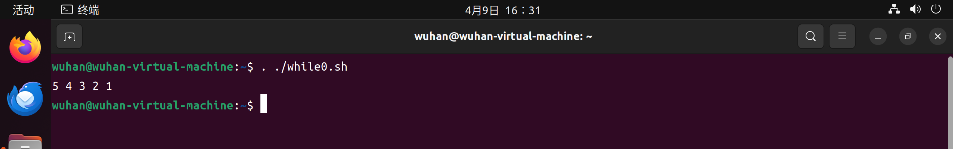 活动 终端 4月9日 16：31
wuhan@wuhan-virtual-machine: ~
wuhan@wuhan-virtual-machine:~$ . ./while0.sh
5 4 3 2 1
wuhan@wuhan-virtual-machine:~$